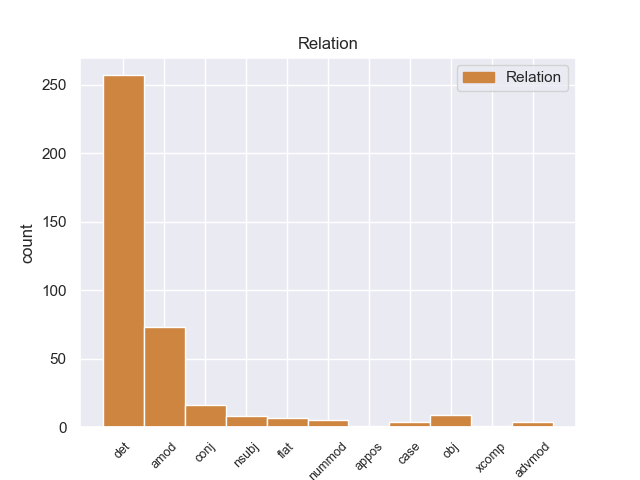 Relation
Relation
250
200
150
100
50
0
count
det
amod
conj
nsubj
flat
nummod
appos
case
obj
xcomp
advmod